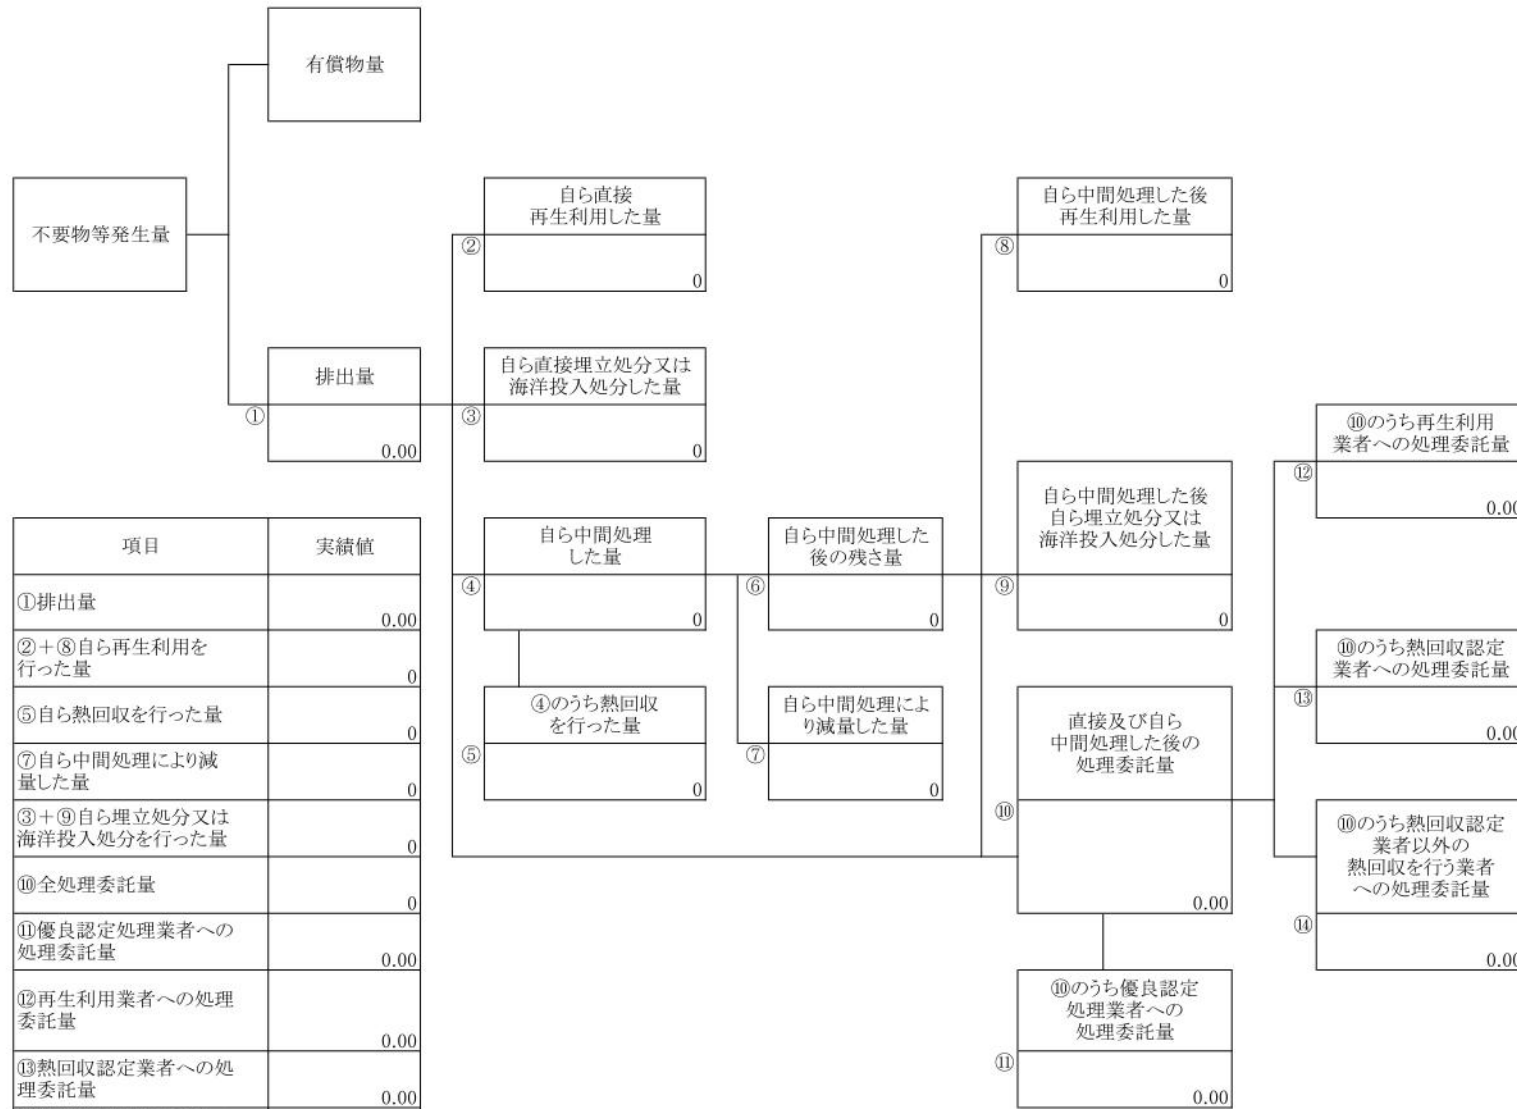 有償物量
不要物等発生量
排出量
①
0.00
自ら直接
再生利用した量
②
0
自ら直接埋立処分又は
海洋投入処分した量
③
0
自ら中間処理
した量
④
0
④のうち熱回収
を行った量
⑤
0
自ら中間処理した
後の残さ量
⑥
0
自ら中間処理によ
り減量した量
⑦
0
自ら中間処理した後
再生利用した量
⑧
0
自ら中間処理した後
自ら埋立処分又は
海洋投入処分した量
⑨
0
直接及び自ら
中間処理した後の
処理委託量
⑩
0.00
⑩のうち優良認定
処理業者への
処理委託量
⑪
0.00
⑩のうち再生利用
業者への処理委託量
⑫
0.00
⑩のうち熱回収認定
業者への処理委託量
⑬
0.00
⑩のうち熱回収認定
業者以外の
熱回収を行う業者
への処理委託量
⑭
0.00
項目 実績値
①排出量
0.00
②＋⑧自ら再生利用を
行った量
0
⑤自ら熱回収を行った量
0
⑦自ら中間処理により減
量した量
0
③＋⑨自ら埋立処分又は
海洋投入処分を行った量
0
⑩全処理委託量
0
⑪優良認定処理業者への
処理委託量
0.00
⑫再生利用業者への処理
委託量
0.00
⑬熱回収認定業者への処
理委託量
0.00